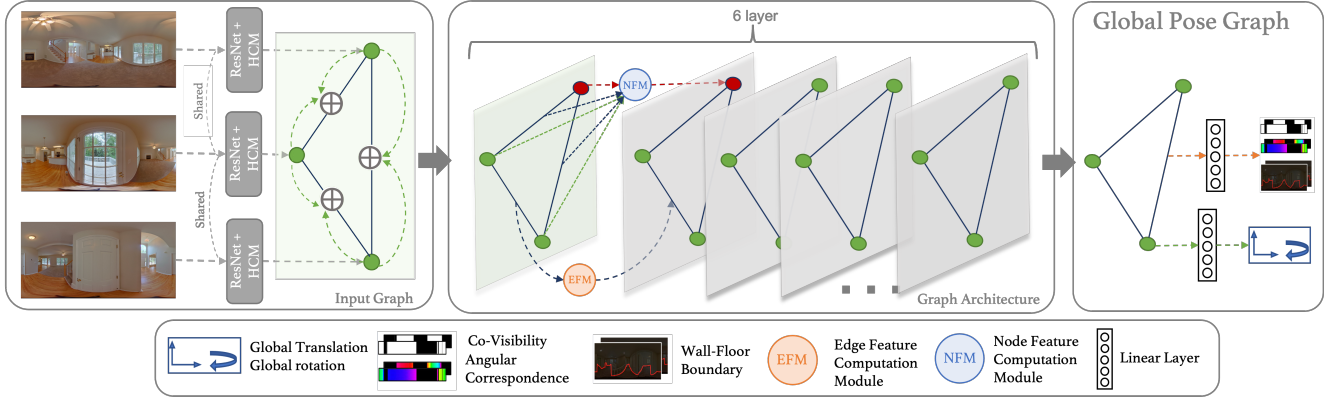 ResNet +
HCM
ResNet +
HCM
ResNet +
HCM
Shared
Shared
Input Graph
6 layer
NFM
EFM
Graph Architecture
Global Pose Graph
Global Translation
Global rotation
Co-Visibility
Angular
Correspondence
Wall-Floor
Boundary
EFM
Edge Feature
Computation
Module
NFM
Node Feature
Computation
Module
Linear Layer